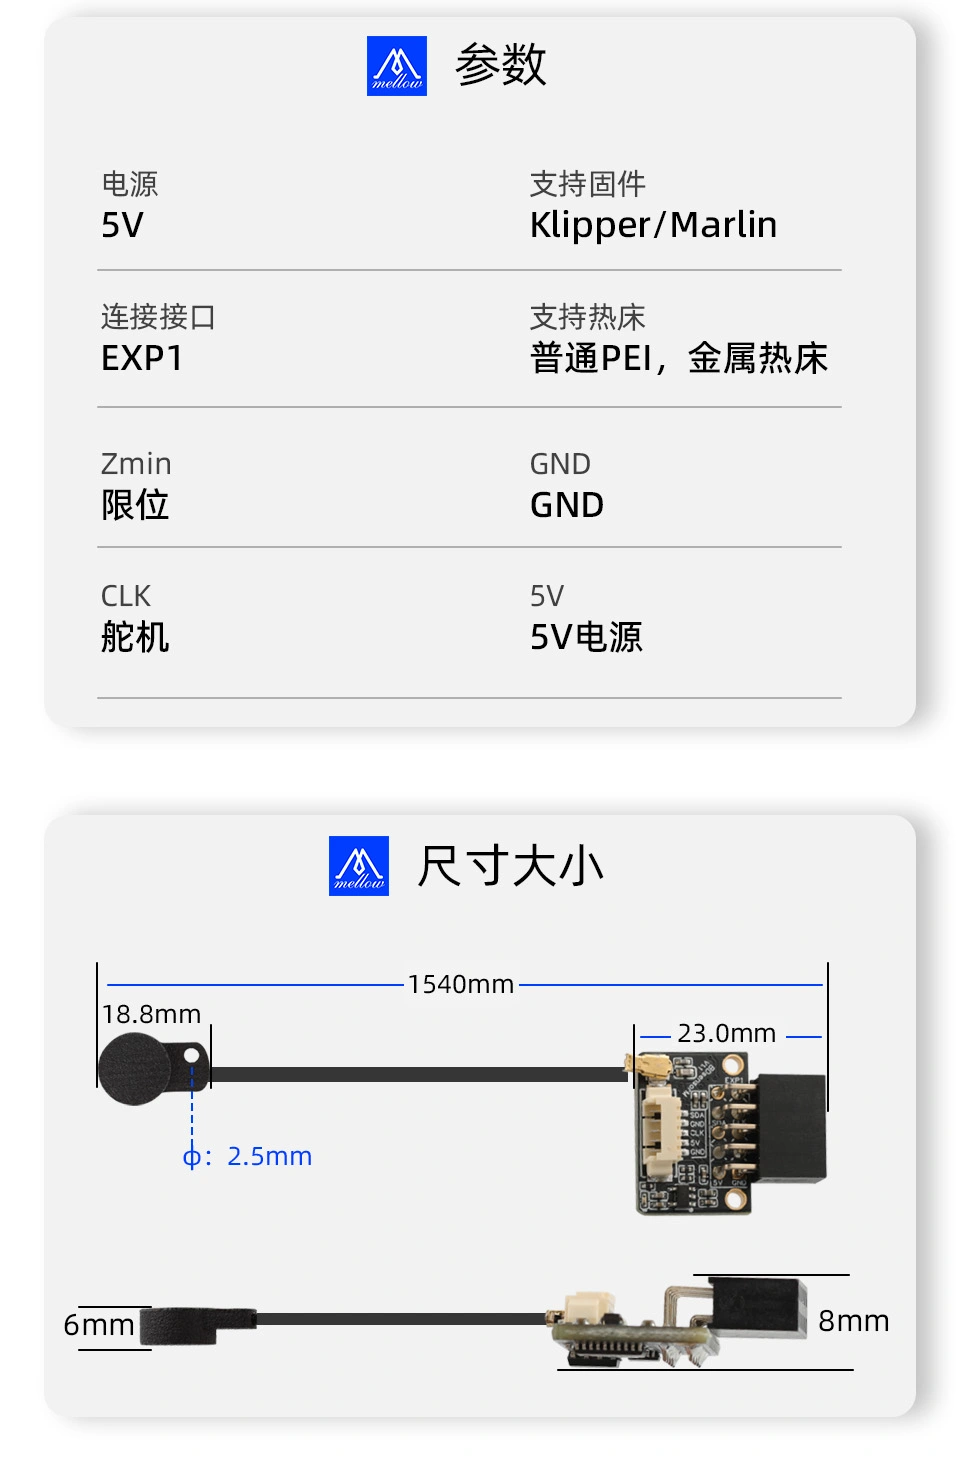 mellow 参数
电源
5V
支持固件
Klipper/Marlin
连接接口
EXP1
支持热床
普通PEI，金属热床
Zmin
限位
GND
GND
CLK
舵机
5V
5V电源
mellow 尺寸大小
1540mm
18.8mm
23.0mm
EXP1
SDA
GND
CLK
5V
GND
5V GND
ф：2.5mm
6mm
8mm